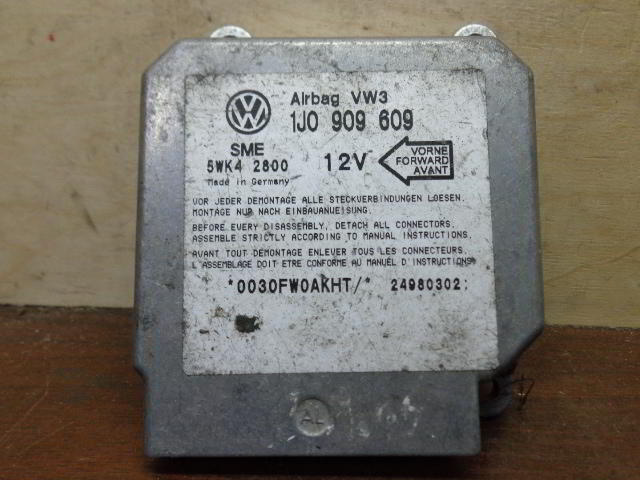 VW
Airbag VW3
1J0 909 609
SME
5WK4 2800
12V
VORNE
FORWARD
AVANT
Made in Germany
VOR JEDER DEMONTAGE ALLE STECKVERBINDUNGEN LOESEN.
MONTAGE NUR NACH EINBAUANWEISUNG.
BEFORE EVERY DISASSEMBLY, DETACH ALL CONNECTORS.
ASSEMBLE STRICTLY ACCORDING TO MANUAL INSTRUCTIONS.
AVANT TOUT DEMONTAGE ENLEVER TOUS LES CONNECTEURS.
L'ASSEMBLAGE DOIT ETRE CONFORME AU MANUEL D'INSTRUCTIONS.
*0030FW0AKHT/*
24980302
AL